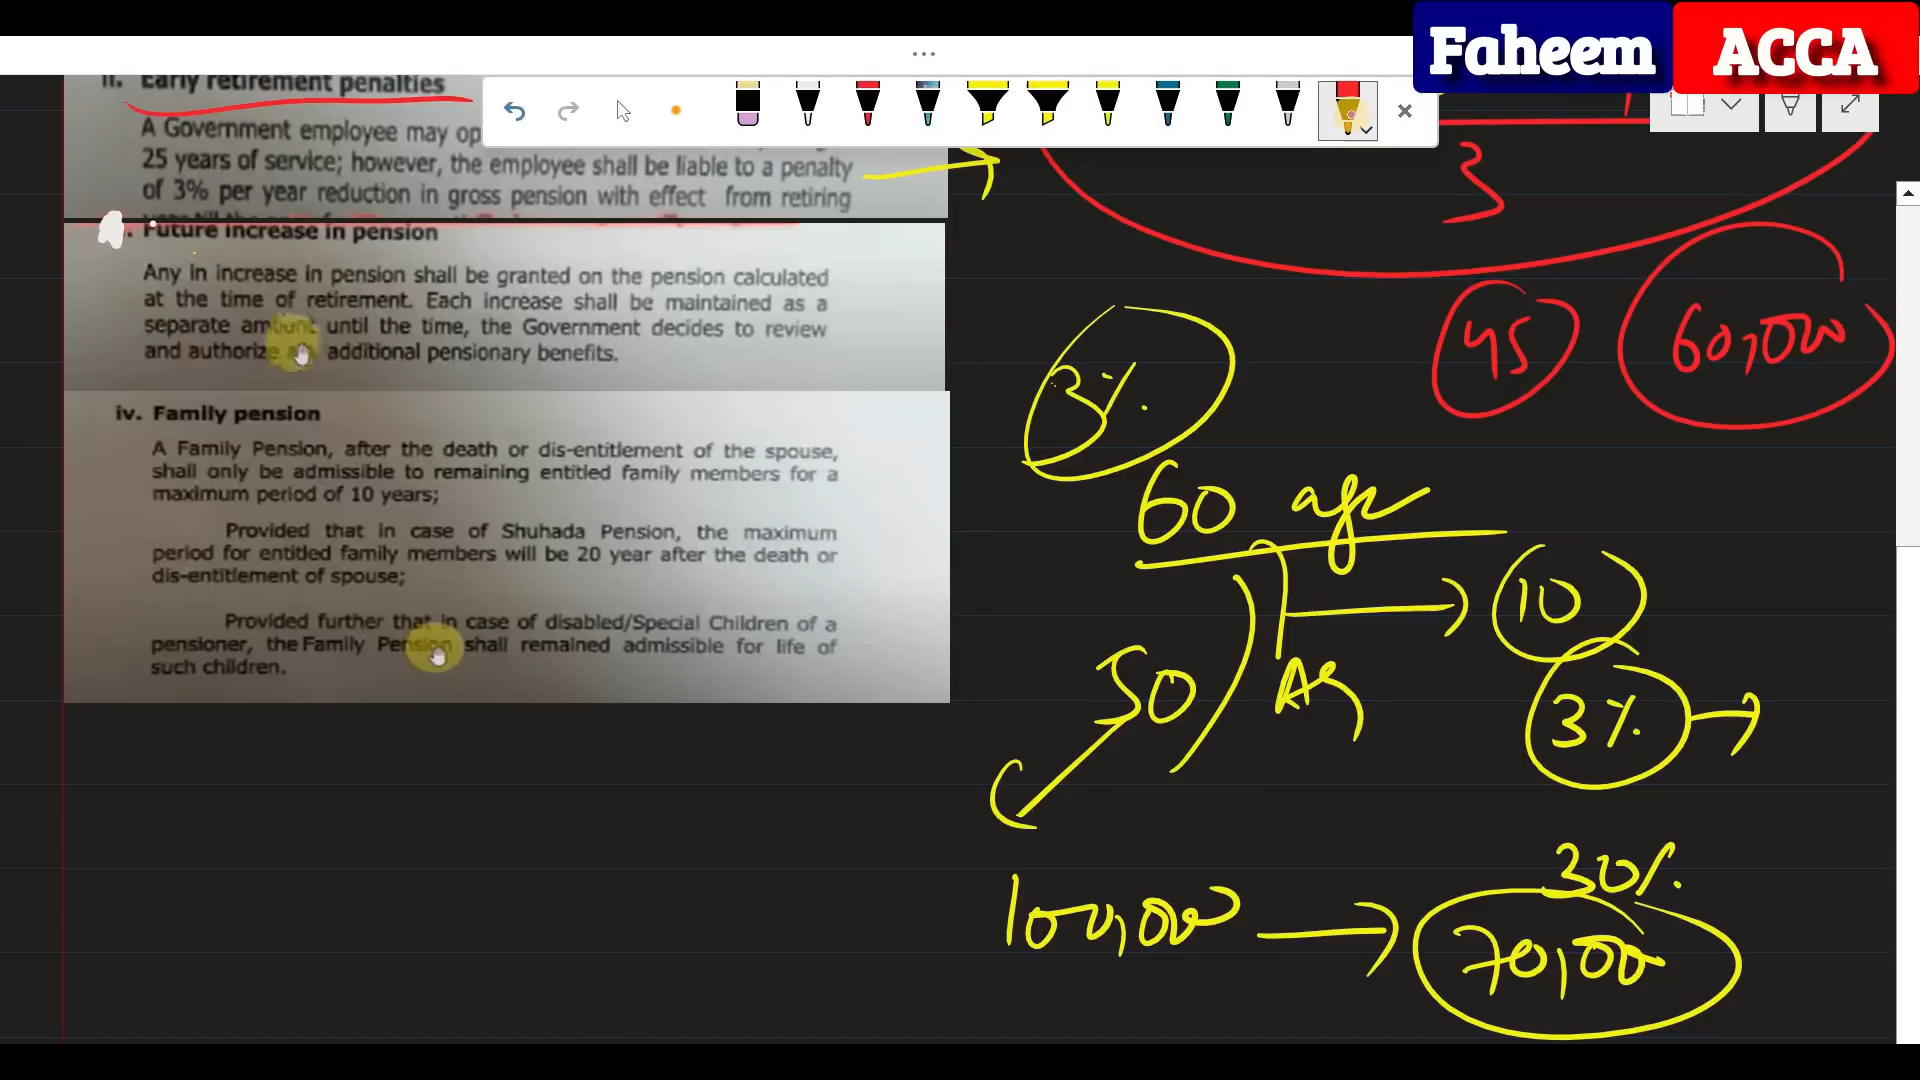 Faheem ACCA
ii. Early retirement penalties
A Government employee may op
25 years of service; however, the employee shall be liable to a penalty
of 3% per year reduction in gross pension with effect from retiring
. Future increase in pension
Any in increase in pension shall be granted on the pension calculated
at the time of retirement. Each increase shall be maintained as a
separate amount until the time, the Government decides to review
and authorize additional pensionary benefits.
iv. Family pension
A Family Pension, after the death or dis-entitlement of the spouse,
shall only be admissible to remaining entitled family members for a
maximum period of 10 years;
Provided that in case of Shuhada Pension, the maximum
period for entitled family members will be 20 year after the death or
dis-entitlement of spouse;
Provided further that in case of disabled/Special Children of a
pensioner, the Family Pension shall remained admissible for life of
such children.
3
45 60,000
3%
60 age
10
50
3%
30%
100,000
70,000